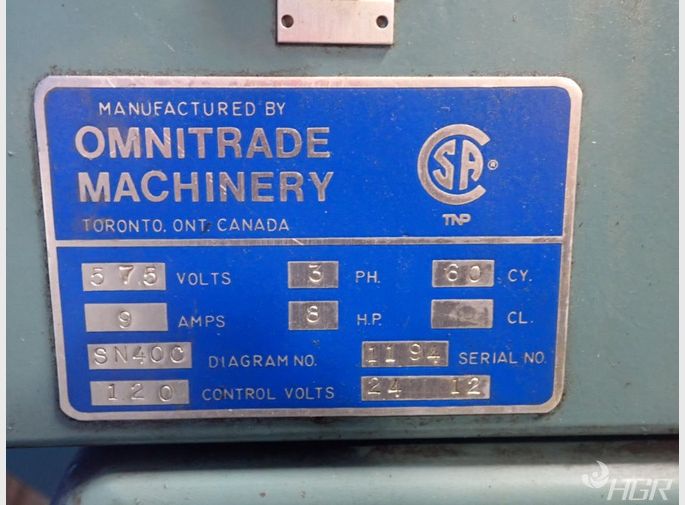 MANUFACTURED BY
OMNITRADE
MACHINERY
TORONTO, ONT. CANADA
CSA ®
TNP
575 VOLTS 3 PH. 60 CY.
9 AMPS 8 H.P. CL.
SN40C DIAGRAM NO. 1194 SERIAL NO.
120 CONTROL VOLTS 24 12
HGR